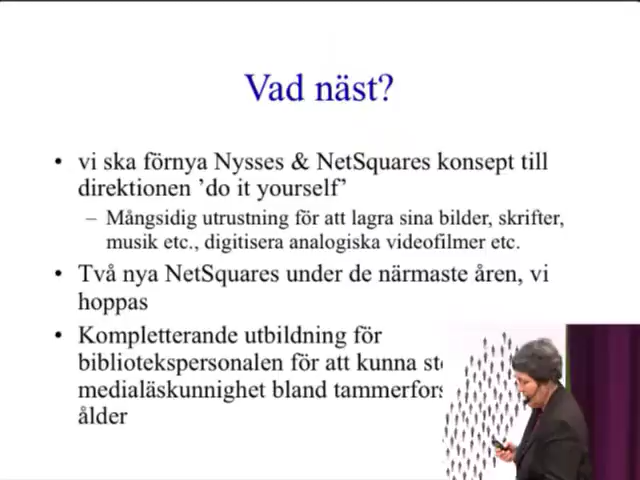 Vad näst?
• vi ska förnya Nysses & NetSquares konsept till
direktionen ’do it yourself’
– Mångsidig utrustning för att lagra sina bilder, skrifter,
musik etc., digitisera analogiska videofilmer etc.
• Två nya NetSquares under de närmaste åren, vi
hoppas
• Kompletterande utbildning för
bibliotekspersonalen för att kunna
medialäskunnighet bland
ålder